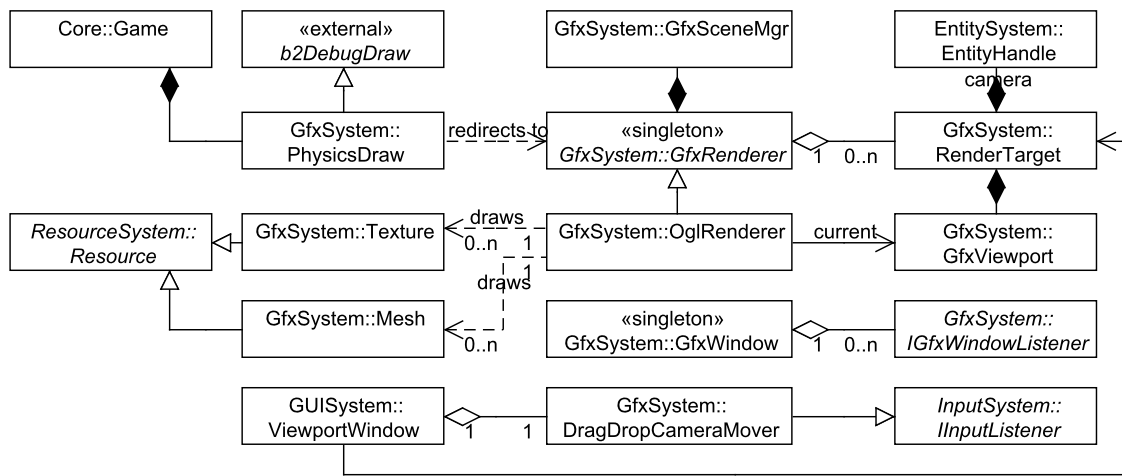 Core::Game
«external»
b2DebugDraw
GfxSystem::GfxSceneMgr
EntitySystem::
EntityHandle
camera
GfxSystem::
PhysicsDraw
redirects to
«singleton»
GfxSystem::GfxRenderer
1
0..n
GfxSystem::
RenderTarget
ResourceSystem::
Resource
GfxSystem::Texture
draws
0..n
1
GfxSystem::OglRenderer
current
GfxSystem::
GfxViewport
1
draws
GfxSystem::Mesh
0..n
«singleton»
GfxSystem::GfxWindow
1
0..n
GfxSystem::
IGfxWindowListener
GUISystem::
ViewportWindow
1
1
GfxSystem::
DragDropCameraMover
InputSystem::
IInputListener